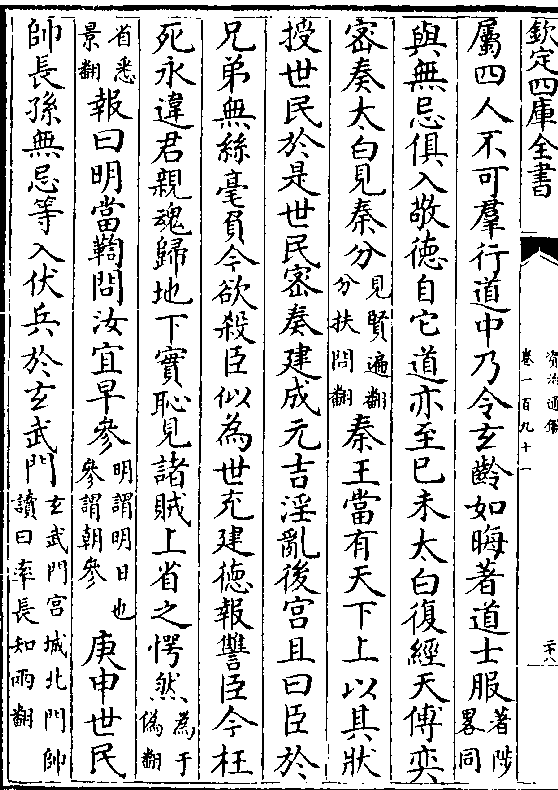 欽定四庫全書
資治通鑑
卷一百九十一
屬四人不可羣行道中乃令玄齡如晦著道士服著陟畧同
與無忌俱入敬德自它道亦至已未太白復經天傅奕
密奏太白見秦分見賢遍翻分扶問翻秦王當有天下上以其狀
授世民於是世民密奏建成元吉淫亂後宮且曰臣於
兄弟無絲毫負今欲殺臣似為世充建德報讐臣今枉
死永違君親魂歸地下實恥見諸賊上省之愕然為于偽翻
省悉景翻報曰明當鞫問汝宜早參明謂明日也參謂朝參庚申世民
帥長孫無忌等入伏兵於玄武門玄武門宮城北門帥讀曰率長知兩翻